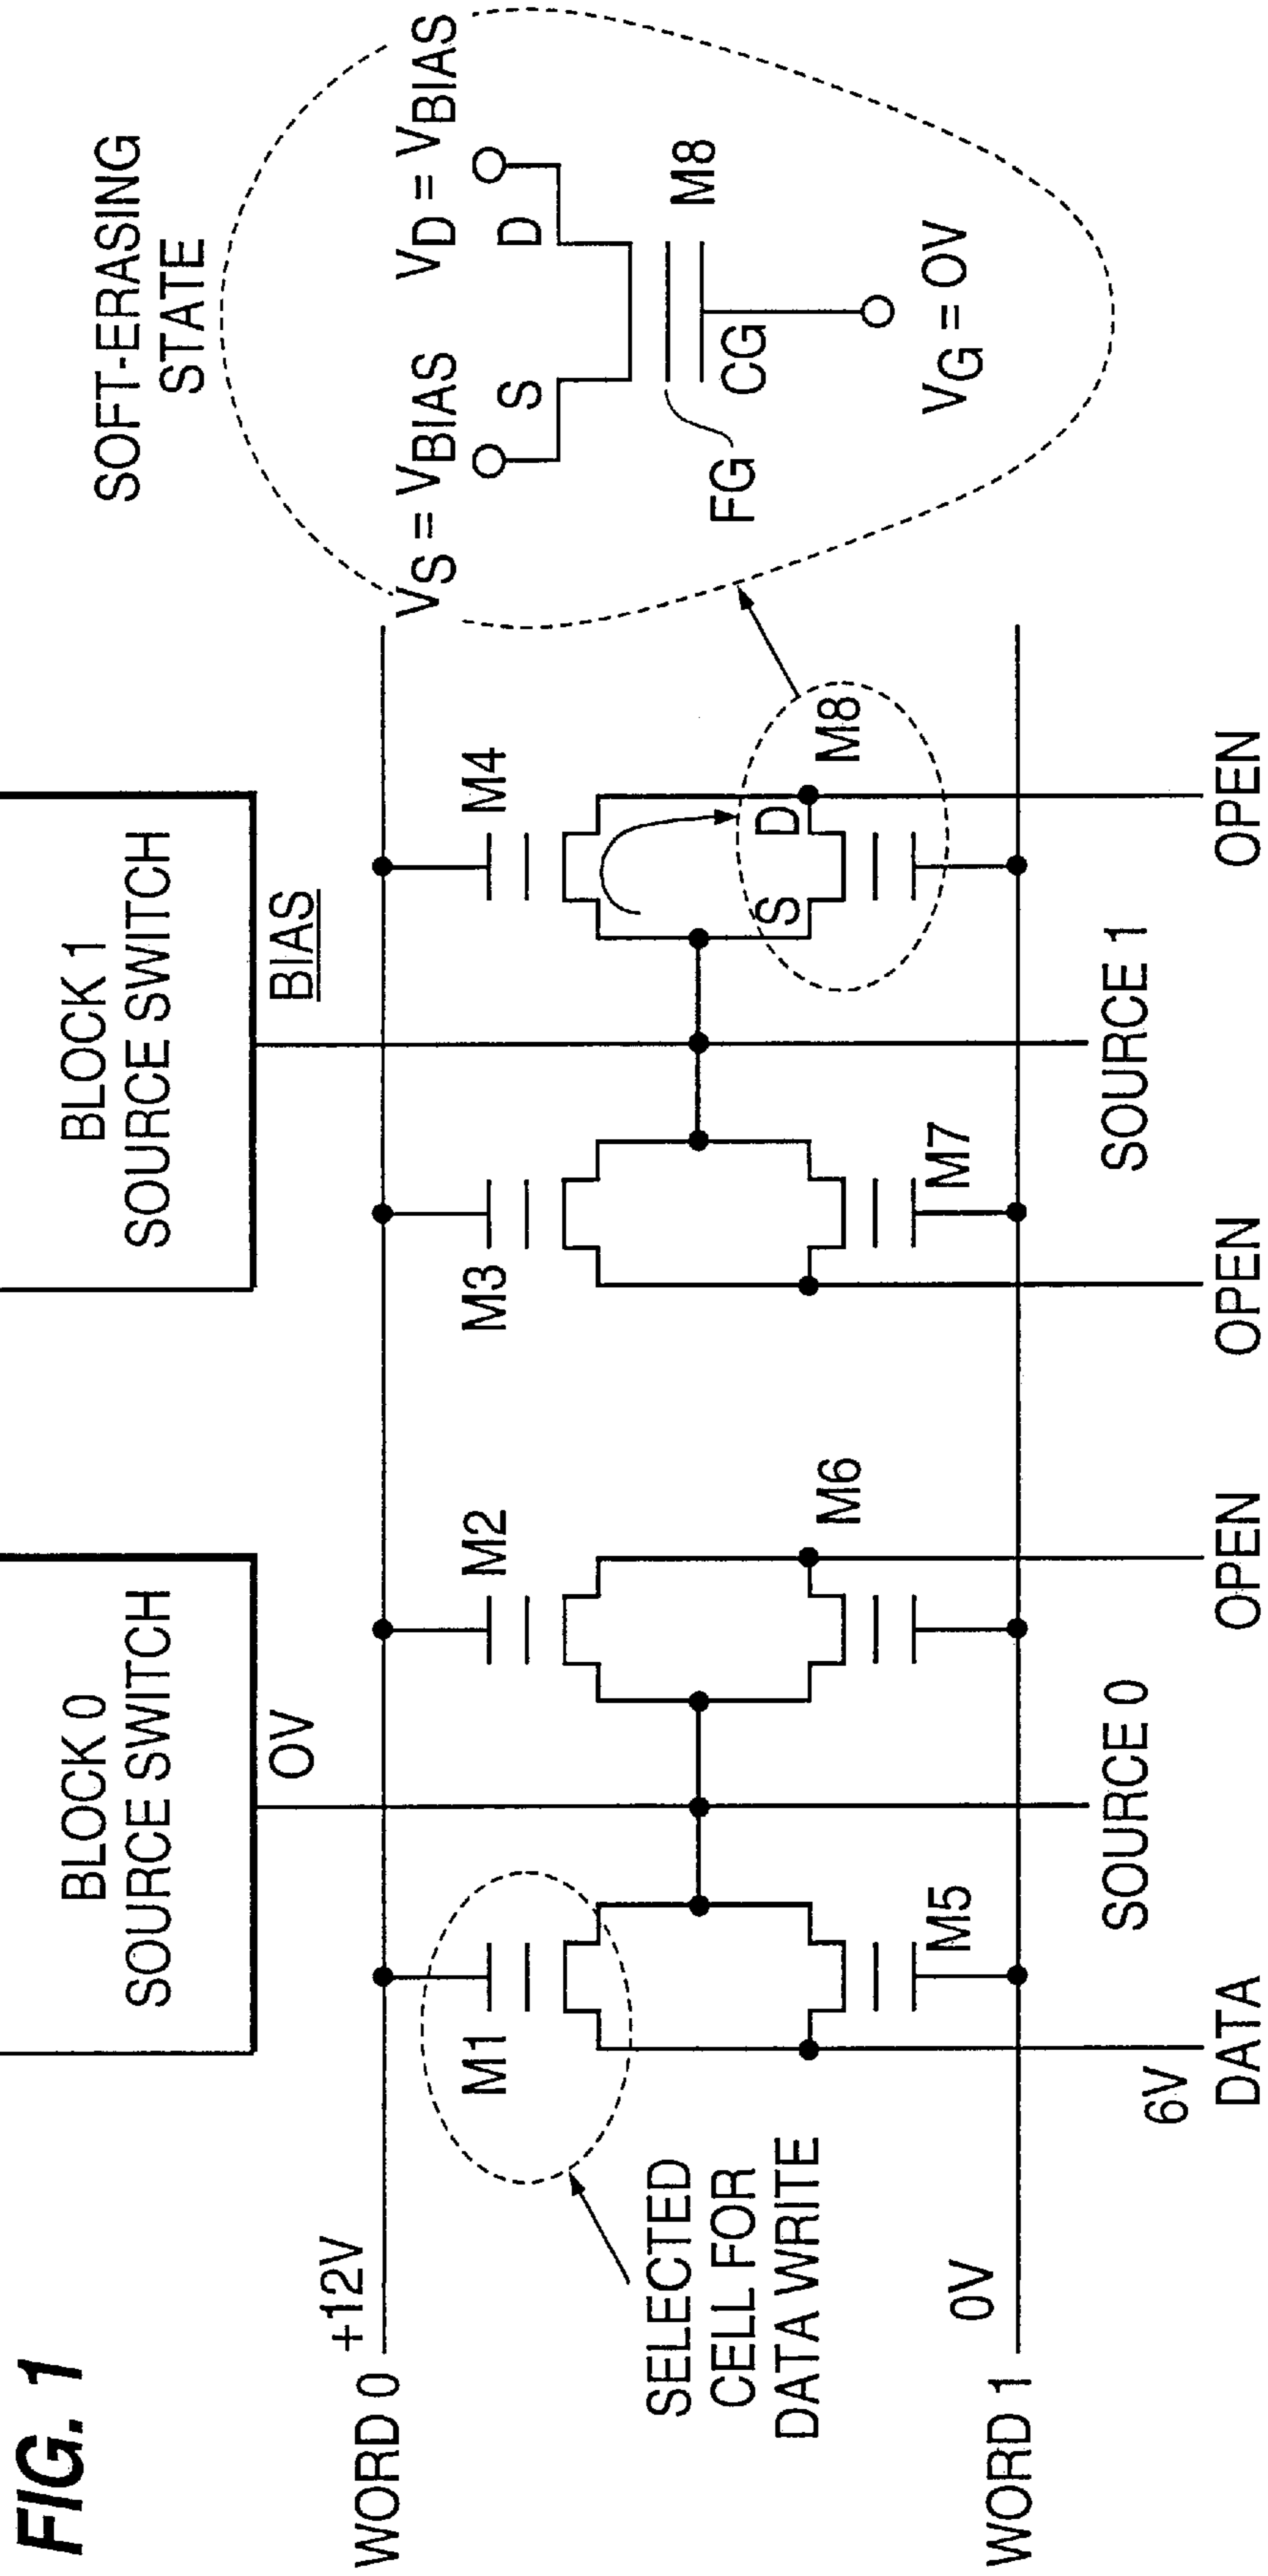 FIG. 1
BLOCK 0
SOURCE SWITCH
BLOCK 1
SOURCE SWITCH
SOFT-ERASING
STATE
0V
BIAS
WORD 0
+12V
M1
M2
M3
M4
SELECTED
CELL FOR
DATA WRITE
S
D
M5
M6
M7
M8
WORD 1
0V
6V
SOURCE 0
SOURCE 1
DATA
OPEN
OPEN
OPEN
VS = VBIAS
VD = VBIAS
S
D
FG
CG
M8
VG = 0V